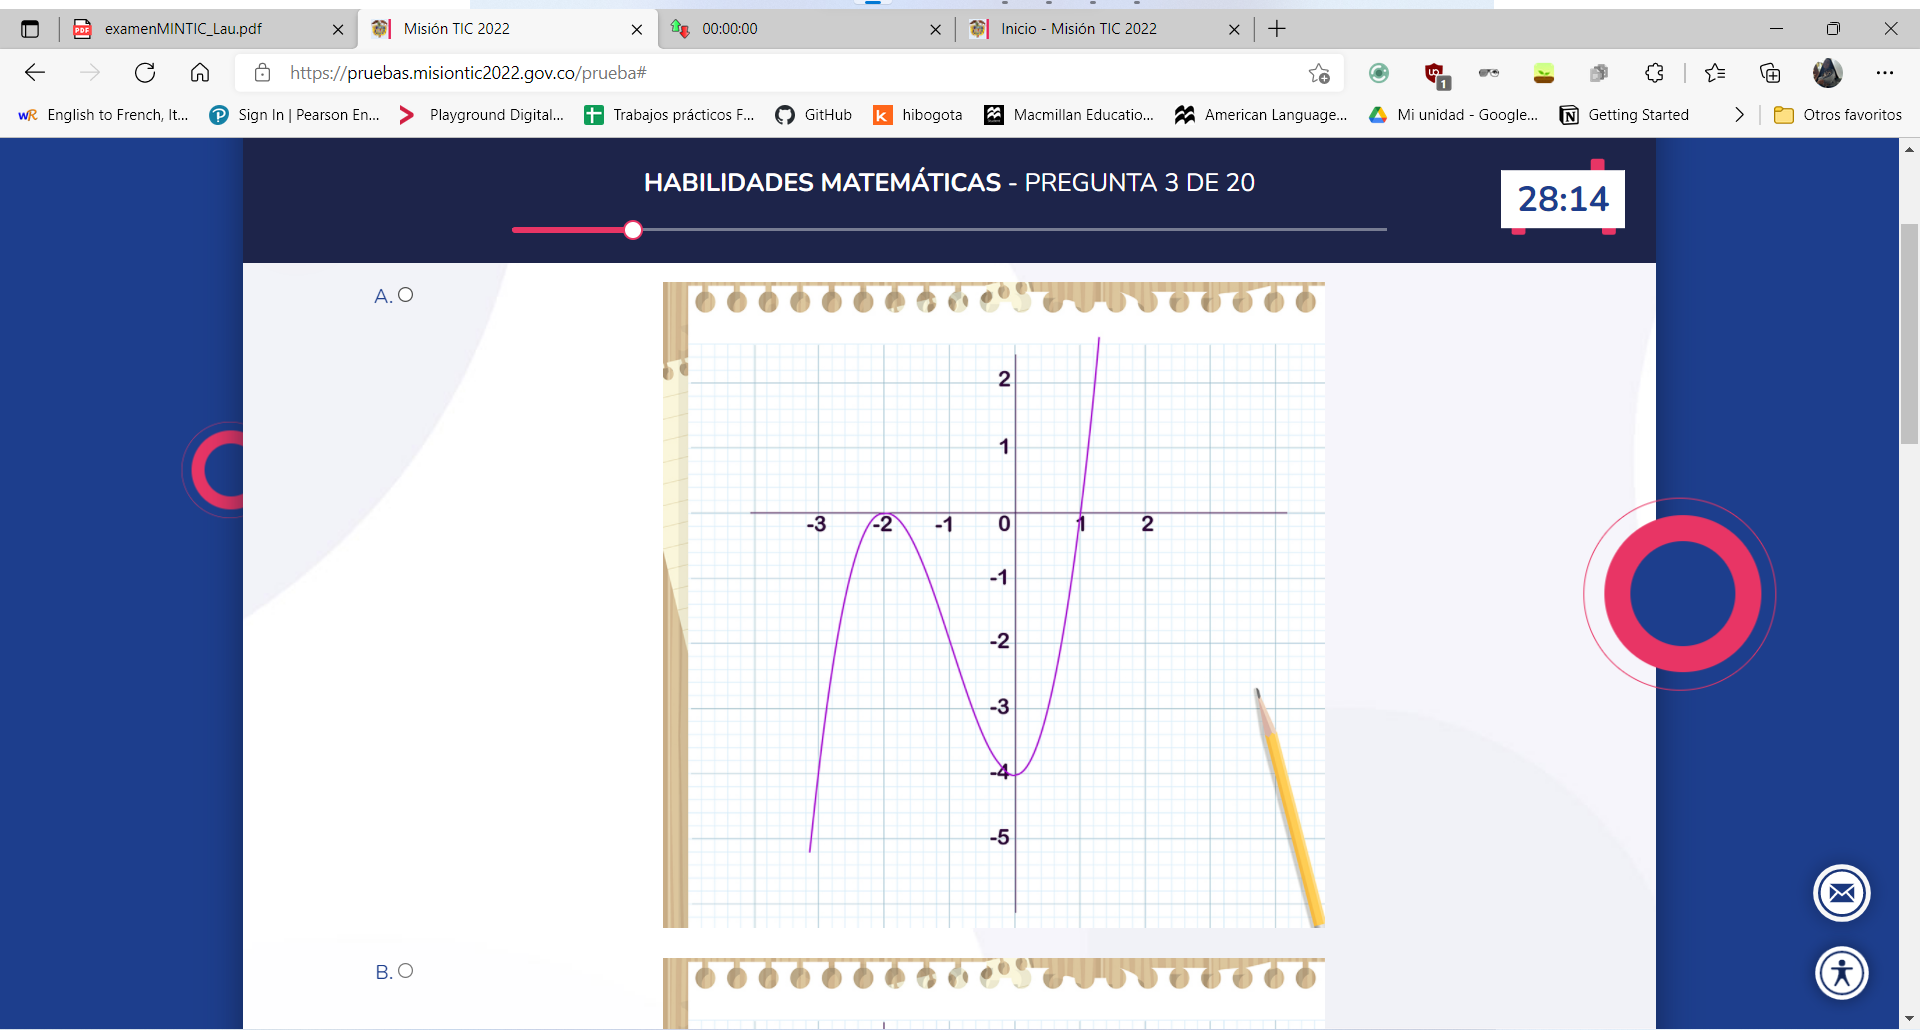 examenMINTIC_Lau.pdf
Misión TIC 2022
00:00:00
Inicio - Misión TIC 2022
https://pruebas.misiontic2022.gov.co/prueba#
1
English to French, It...
Sign In | Pearson En...
Playground Digital...
Trabajos prácticos F...
GitHub
hibogota
Macmillan Educatio...
American Language...
Mi unidad - Google...
Getting Started
Otros favoritos
HABILIDADES MATEMÁTICAS - PREGUNTA 3 DE 20
28:14
A.
2
1
-3 -2 -1 0 1 2
-1
-2
-3
-4
-5
B.